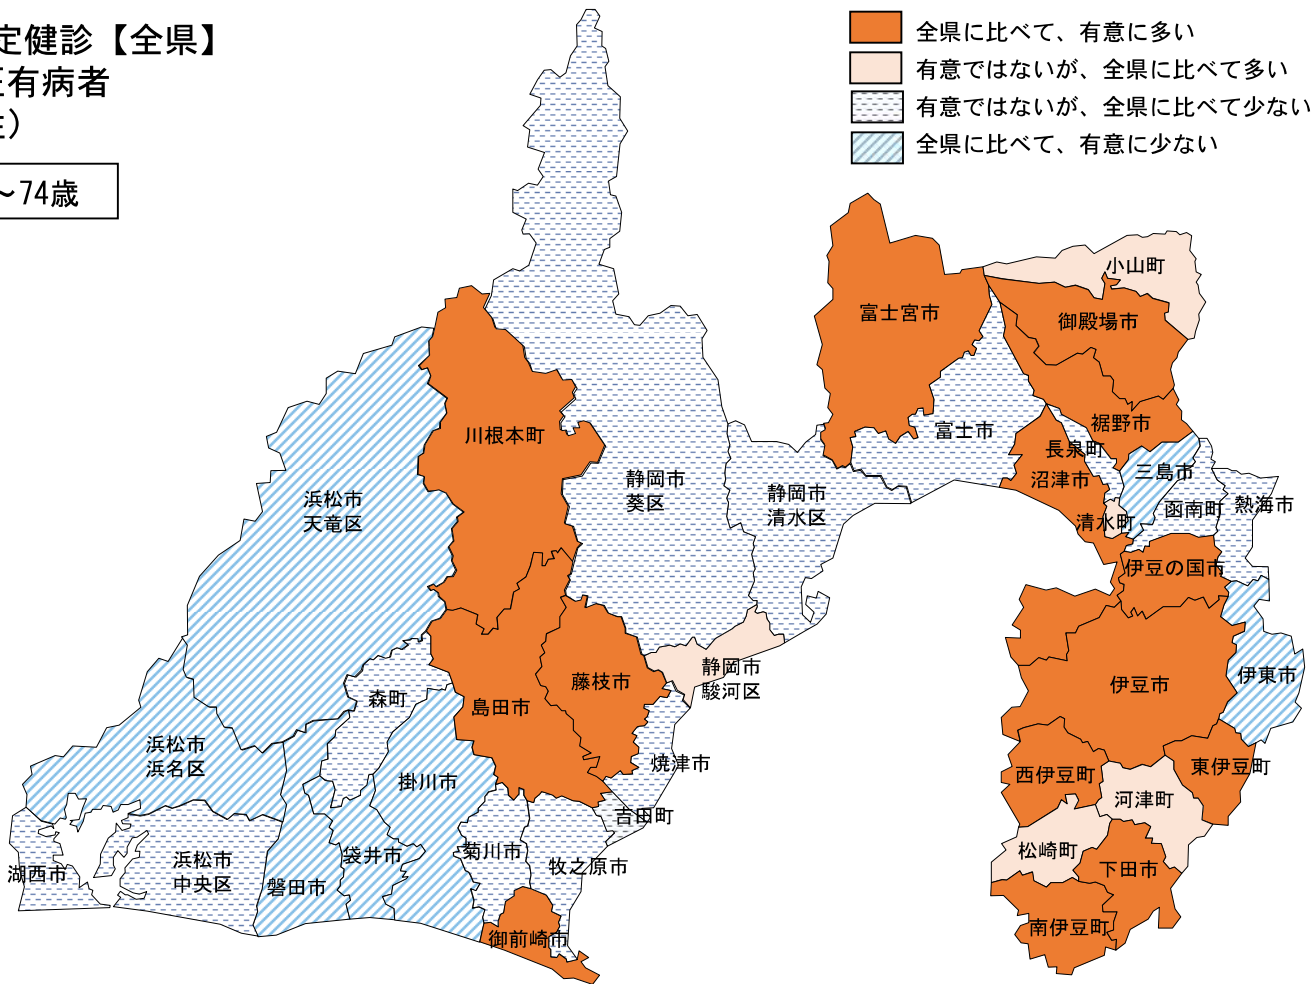 定健診【全県】
有病者
）
～74歳
全県に比べて、有意に多い
有意ではないが、全県に比べて多い
有意ではないが、全県に比べて少ない
全県に比べて、有意に少ない
小山町
富士宮市
御殿場市
裾野市
富士市
長泉町
沼津市
三島市
清水町
函南町
熱海市
伊豆の国市
伊豆市
伊東市
東伊豆町
西伊豆町
河津町
松崎町
下田市
南伊豆町
川根本町
静岡市
葵区
静岡市
清水区
静岡市
駿河区
浜松市
天竜区
藤枝市
島田市
森町
焼津市
浜松市
浜名区
掛川市
吉田町
菊川市
牧之原市
袋井市
磐田市
浜松市
中央区
湖西市
御前崎市